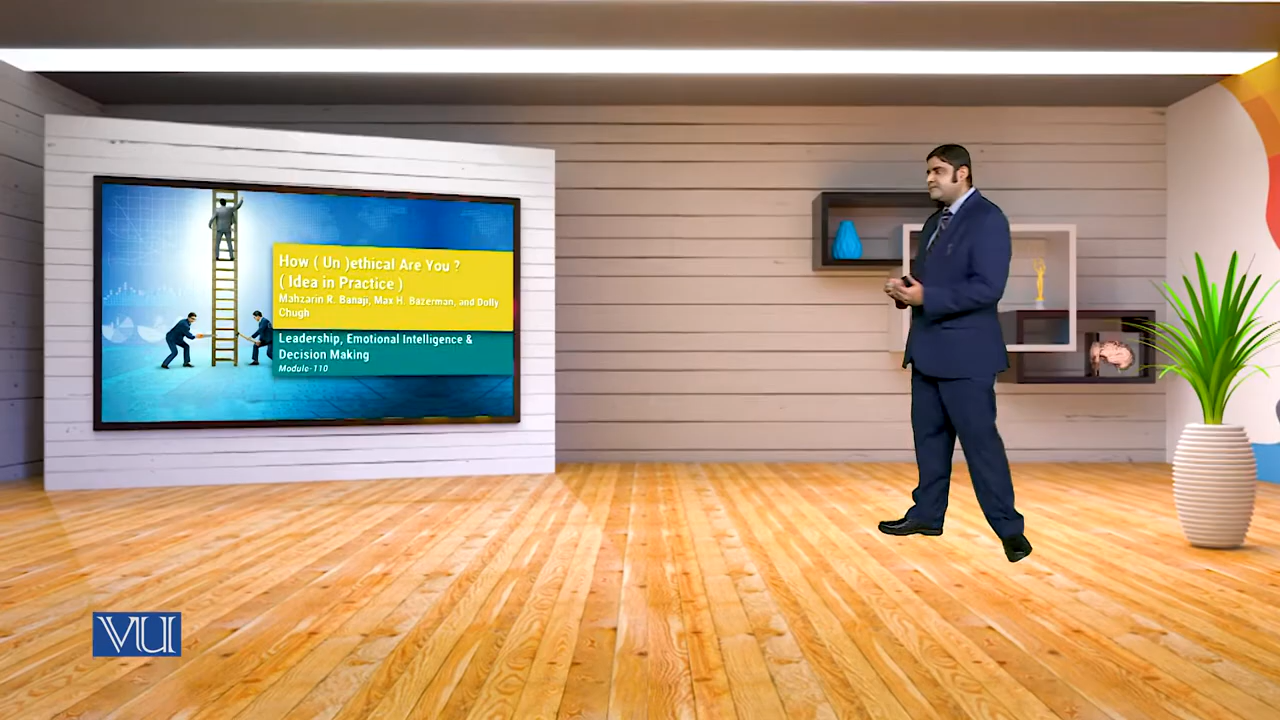 How ( Un )ethical Are You ?
( Idea in Practice )
Mahzarin R. Banaji, Max H. Bazerman, and Dolly
Chugh
Leadership, Emotional Intelligence &
Decision Making
Module-110
VU